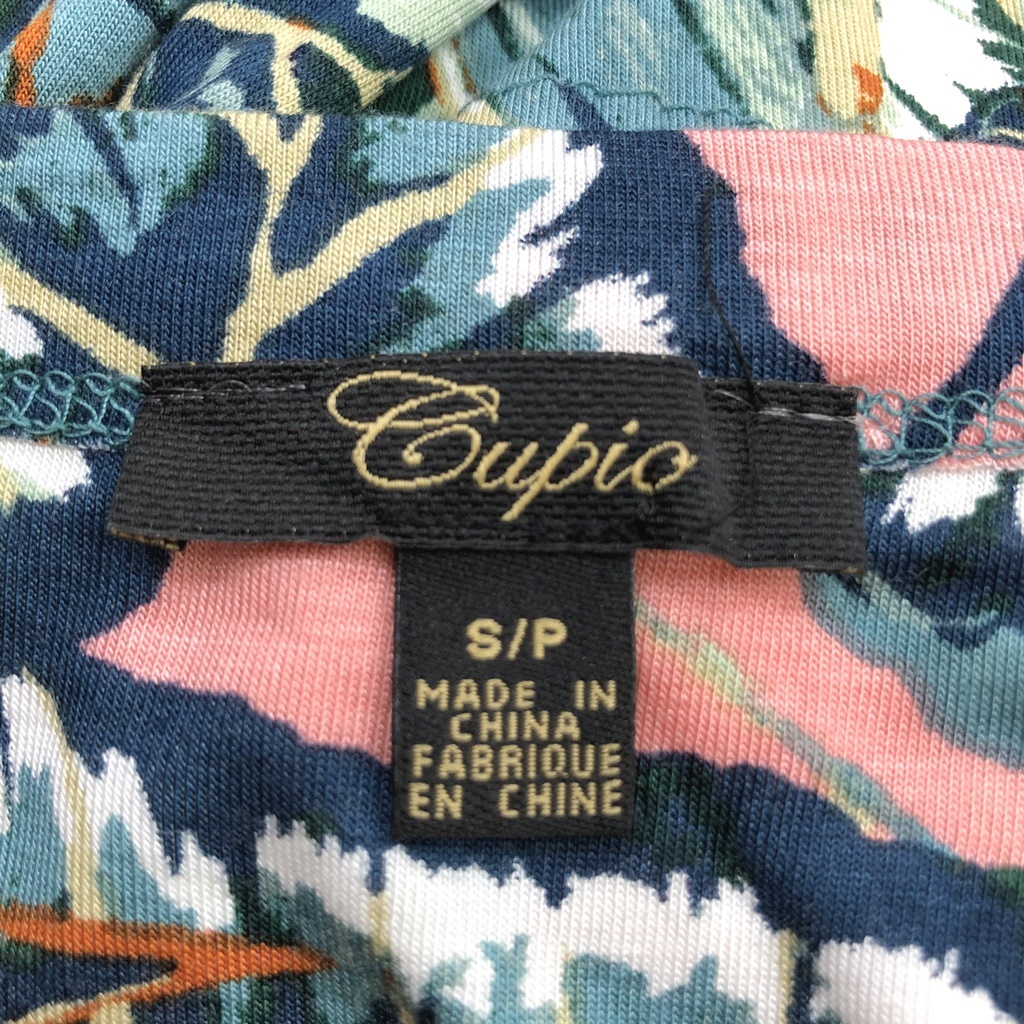 Cupio
S/P
MADE IN
CHINA
FABRIQUE
EN CHINE